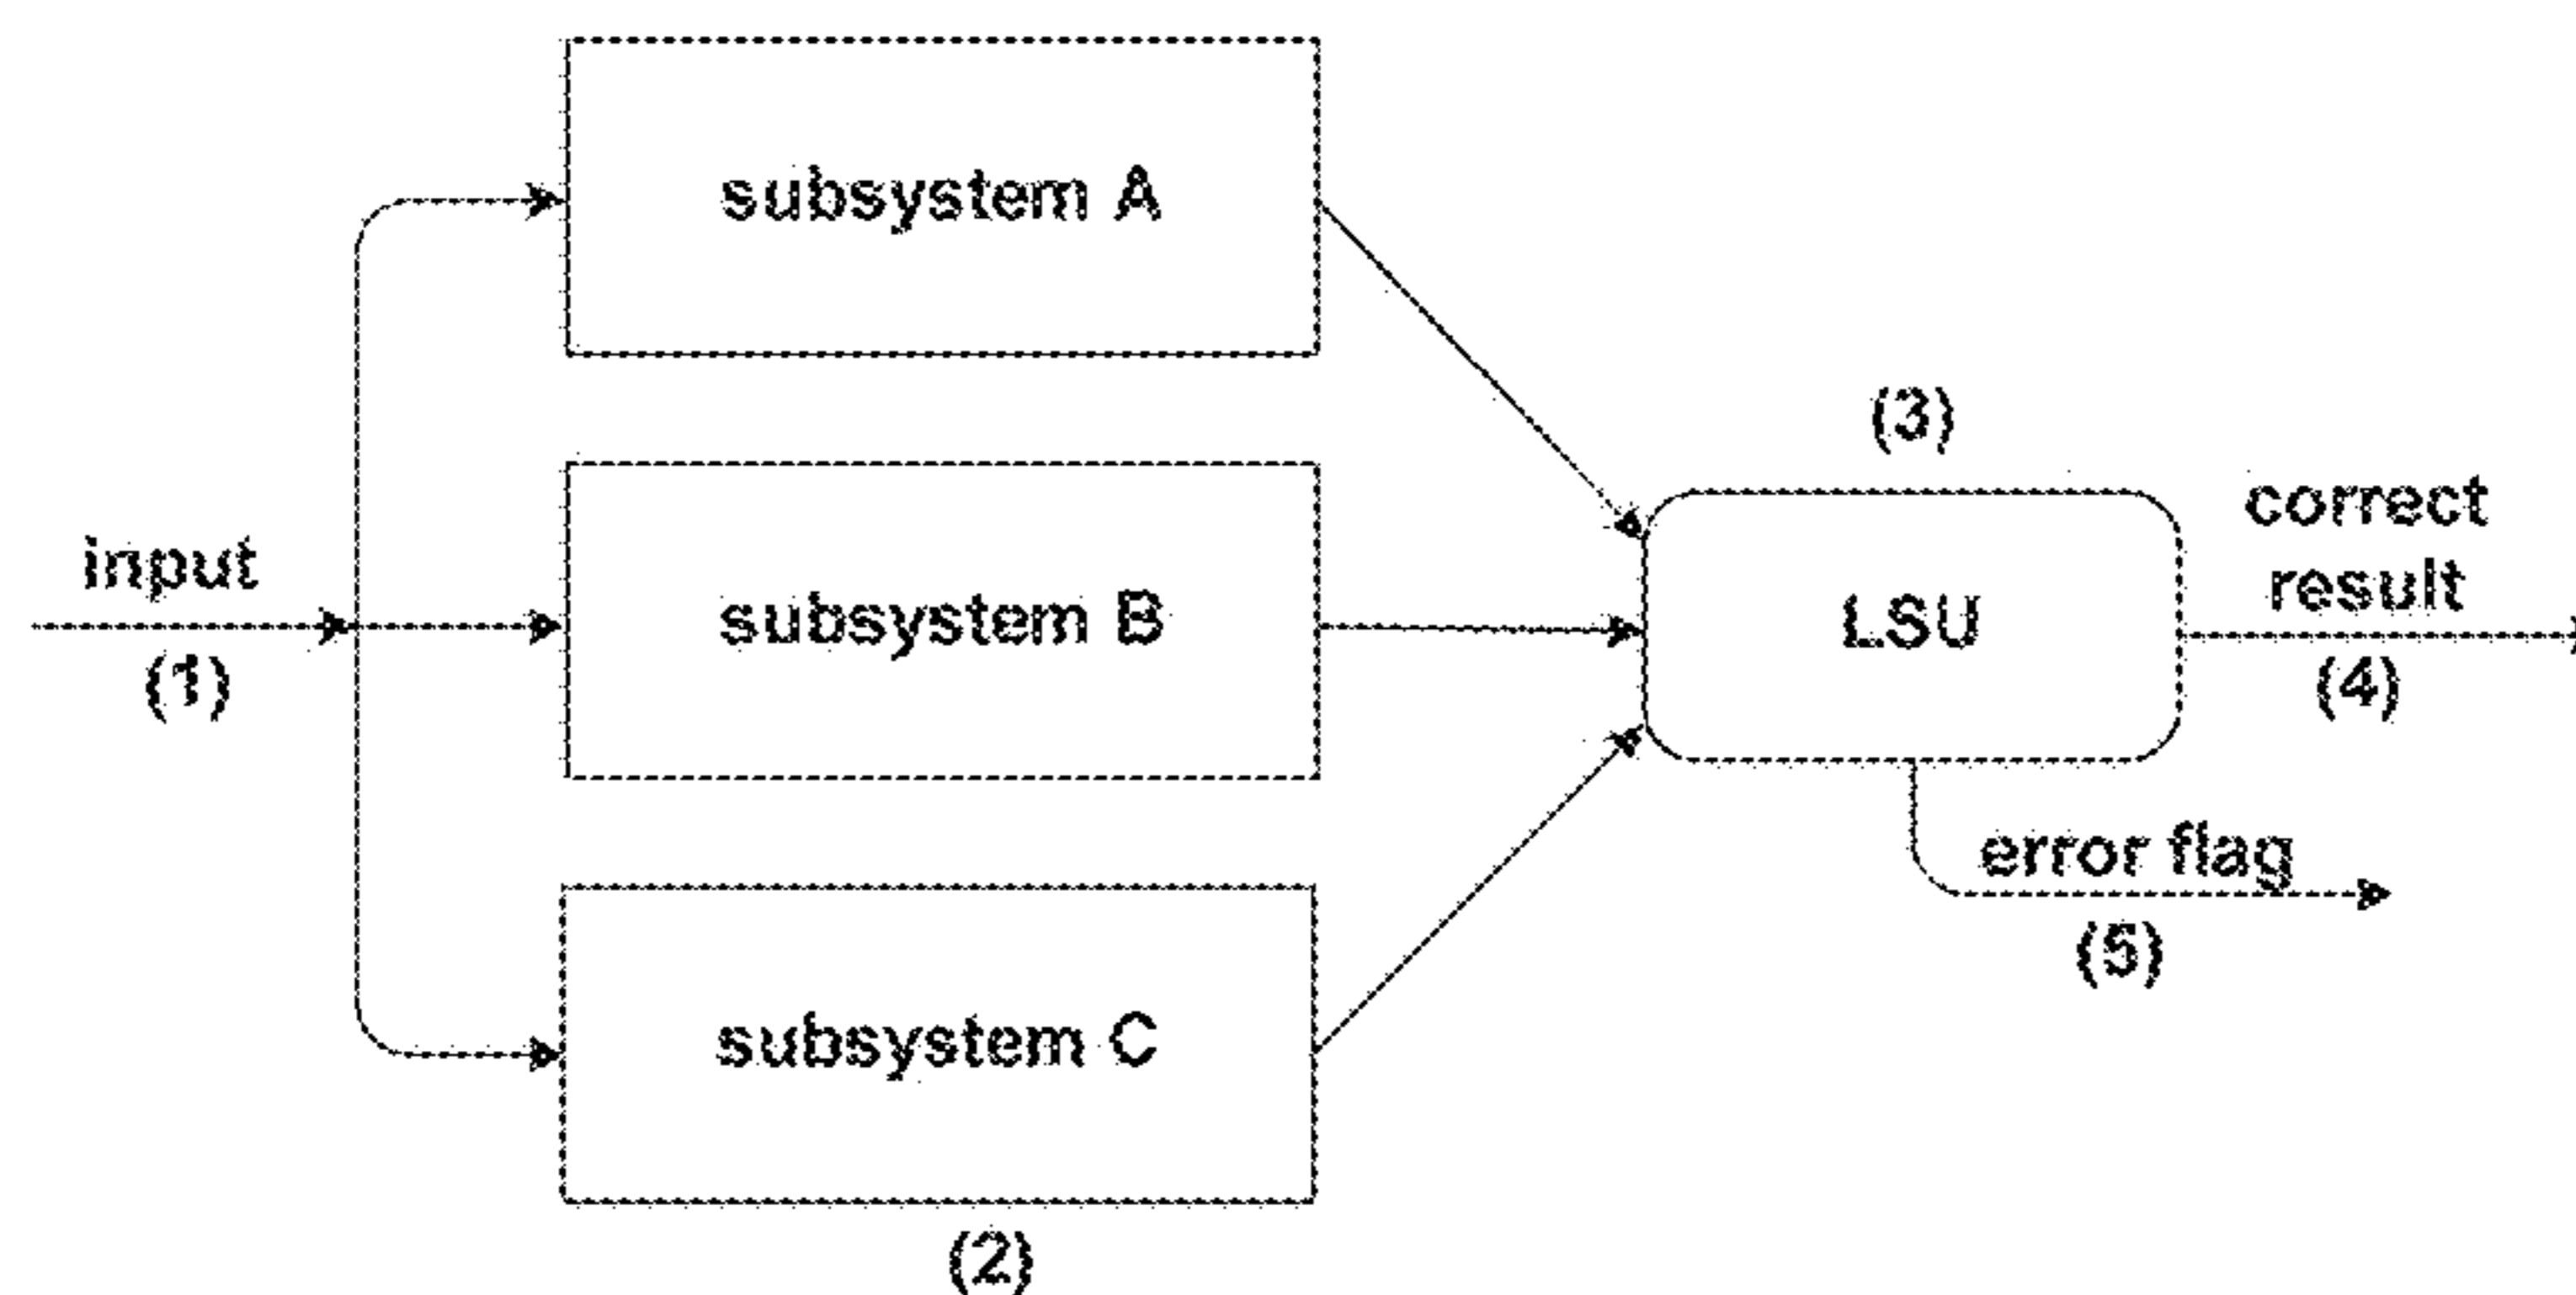 subsystem A
(3)
correct
result
input
(1)
subsystem B
LSU
(4)
error flag
(5)
subsystem C
(2)